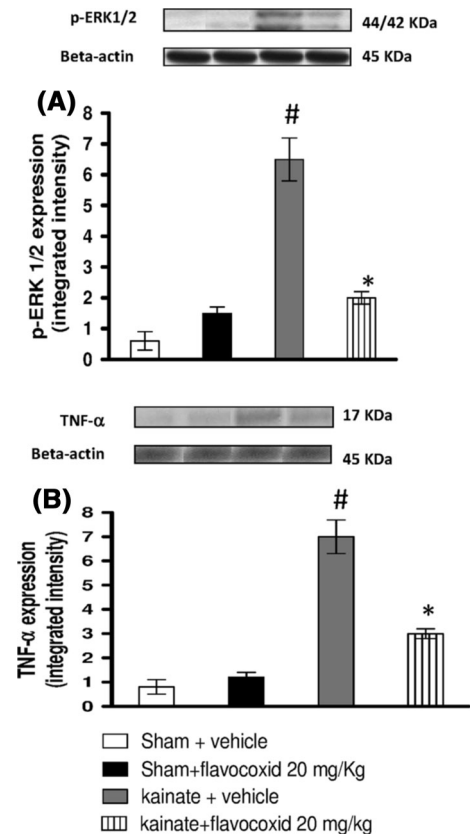 p-ERK1/2
44/42 KDa
Beta-actin
45 KDa
(A)
p-ERK 1/2 expression
(integrated intensity)
8
7
6
5
4
3
2
1
0
#
*
TNF-α
17 KDa
Beta-actin
45 KDa
(B)
TNF-α expression
(integrated intensity)
8
7
6
5
4
3
2
1
0
#
*
Sham + vehicle
Sham+flavocoxid 20 mg/Kg
kainate + vehicle
kainate+flavocoxid 20 mg/kg